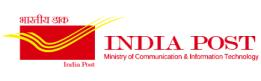 भारतीय डाक
India Post
INDIA POST
Ministry of Communication & Information Technology